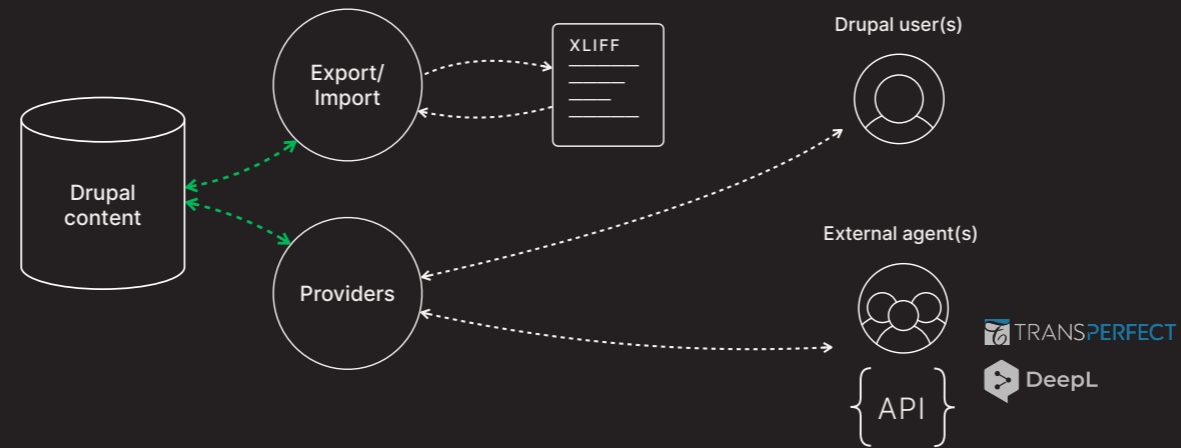 Drupal user(s)
XLIFF
Export/
Import
Drupal
content
External agent(s)
Providers
TRANSPERFECT
DeepL
{API}